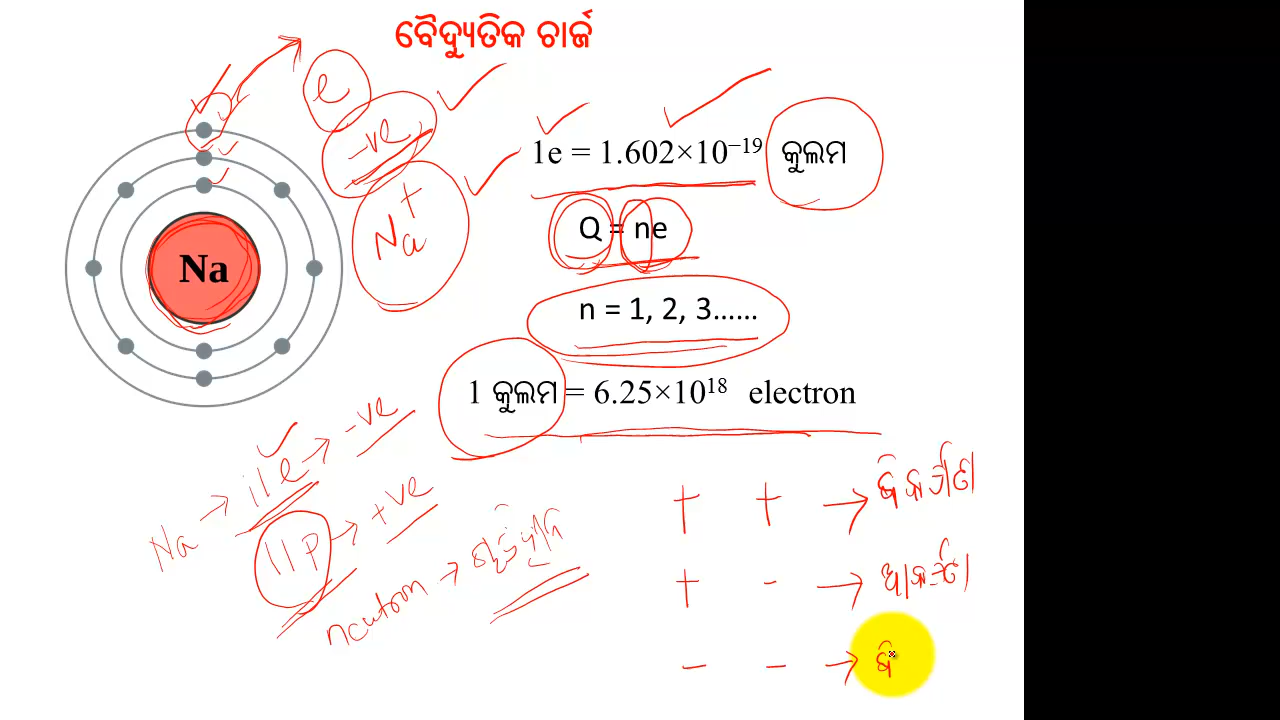 ବୈଦ୍ୟୁତିକ ଚାର୍ଜ
e
-ve
Na+
Na
1e = 1.602×10⁻¹⁹ କୁଲମ
Q = ne
n = 1, 2, 3......
1 କୁଲମ = 6.25×10¹⁸ electron
Na → 11e → -ve
11P → +ve
neutron →
+ + → ବିକର୍ଷଣ
+ - → ଆକର୍ଷଣ
- - → ବି